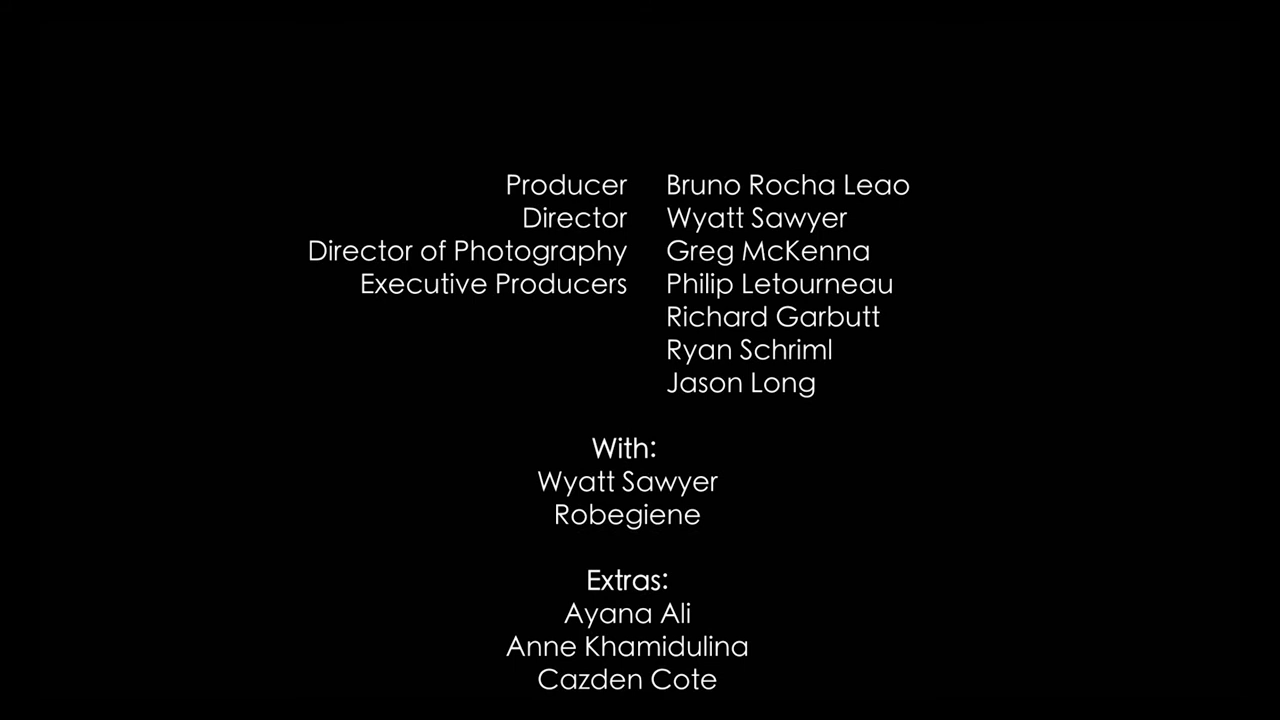 Producer Bruno Rocha Leao
Director Wyatt Sawyer
Director of Photography Greg McKenna
Executive Producers Philip Letourneau
Richard Garbutt
Ryan Schriml
Jason Long
With:
Wyatt Sawyer
Robegiene
Extras:
Ayana Ali
Anne Khamidulina
Cazden Cote